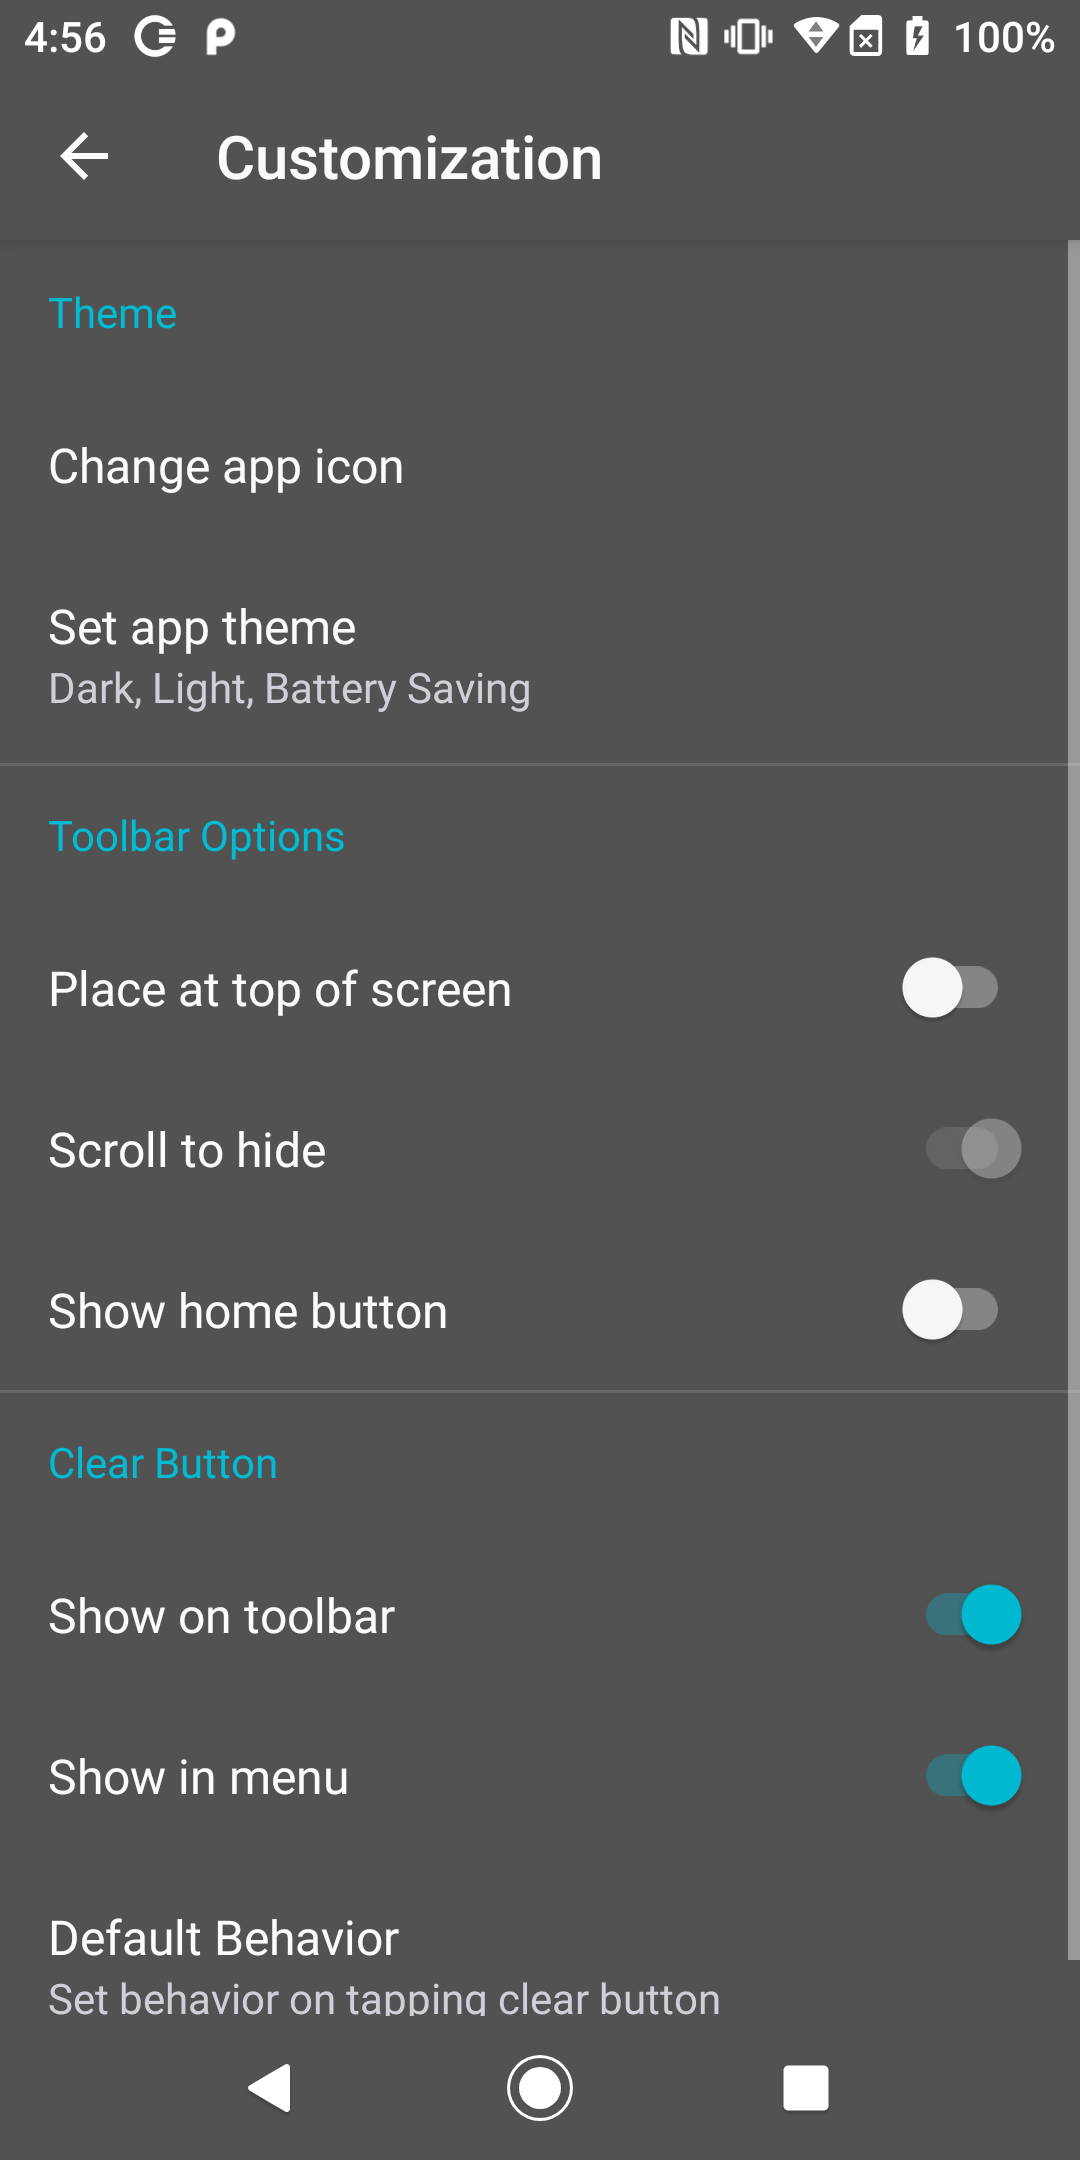 4:56
100%
Customization
Theme
Change app icon
Set app theme
Dark, Light, Battery Saving
Toolbar Options
Place at top of screen
Scroll to hide
Show home button
Clear Button
Show on toolbar
Show in menu
Default Behavior
Set behavior on tapping clear button